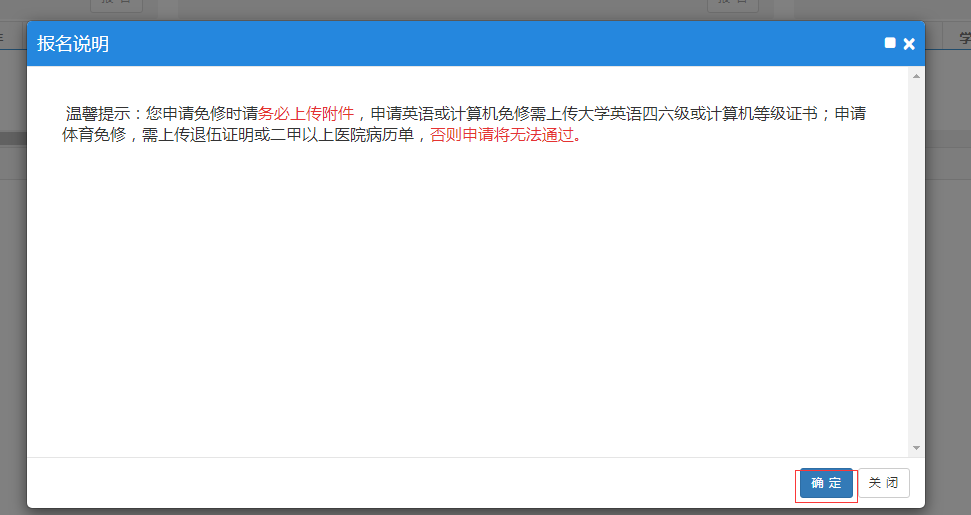 报名说明
温馨提示：您申请免修时请务必上传附件，申请英语或计算机免修需上传大学英语四六级或计算机等级证书；申请
体育免修，需上传退伍证明或二甲以上医院病历单，否则申请将无法通过。
确 定
关 闭